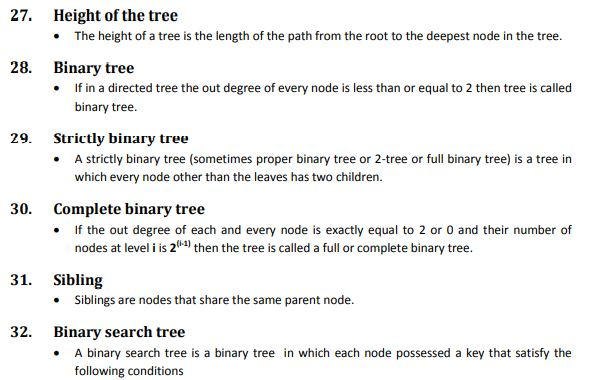 27. Height of the tree
• The height of a tree is the length of the path from the root to the deepest node in the tree.
28. Binary tree
• If in a directed tree the out degree of every node is less than or equal to 2 then tree is called
binary tree.
29. Strictly binary tree
• A strictly binary tree (sometimes proper binary tree or 2-tree or full binary tree) is a tree in
which every node other than the leaves has two children.
30. Complete binary tree
• If the out degree of each and every node is exactly equal to 2 or 0 and their number of
nodes at level i is 2^(i-1) then the tree is called a full or complete binary tree.
31. Sibling
• Siblings are nodes that share the same parent node.
32. Binary search tree
• A binary search tree is a binary tree in which each node possessed a key that satisfy the
following conditions